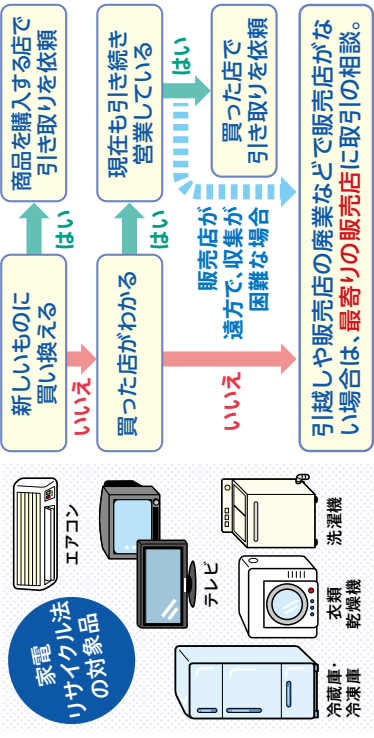 家電
リサイクル法
の対象品
エアコン
テレビ
冷蔵庫・
冷凍庫
衣類
乾燥機
洗濯機
新しいものに
買い換える
はい
商品を購入する店で
引き取りを依頼
いいえ
買った店がわかる
はい
現在も引き続き
営業している
はい
買った店で
引き取りを依頼
販売店が
遠方で、収集が
困難な場合
いいえ
引越しや販売店の廃業などで販売店がな
い場合は、最寄りの販売店に取引の相談。